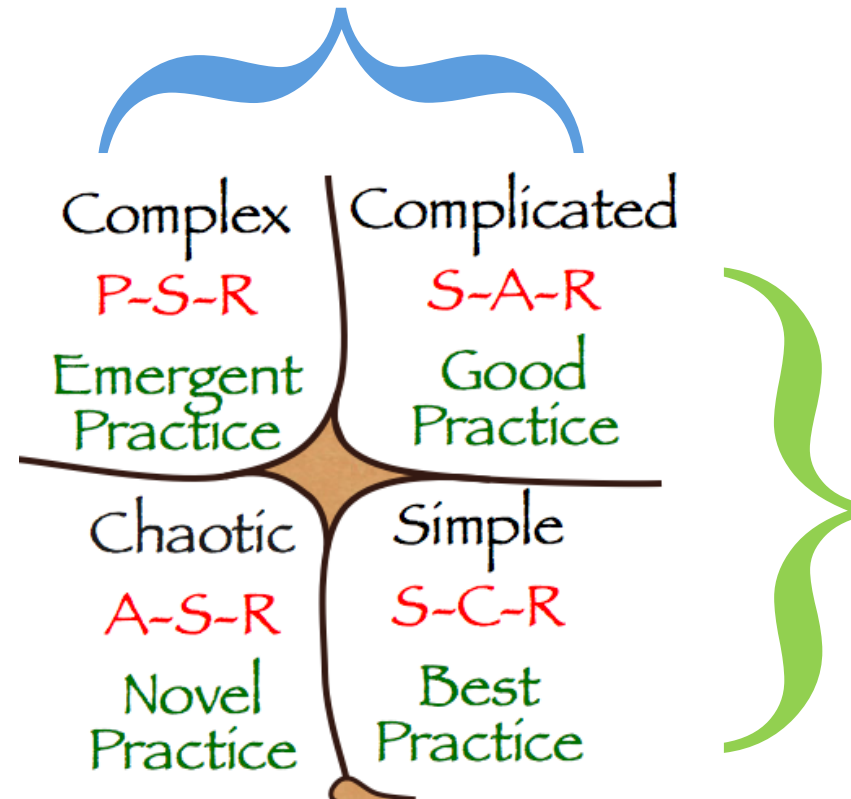 Complex
P-S-R
Emergent
Practice
Complicated
S-A-R
Good
Practice
Chaotic
A-S-R
Novel
Practice
Simple
S-C-R
Best
Practice